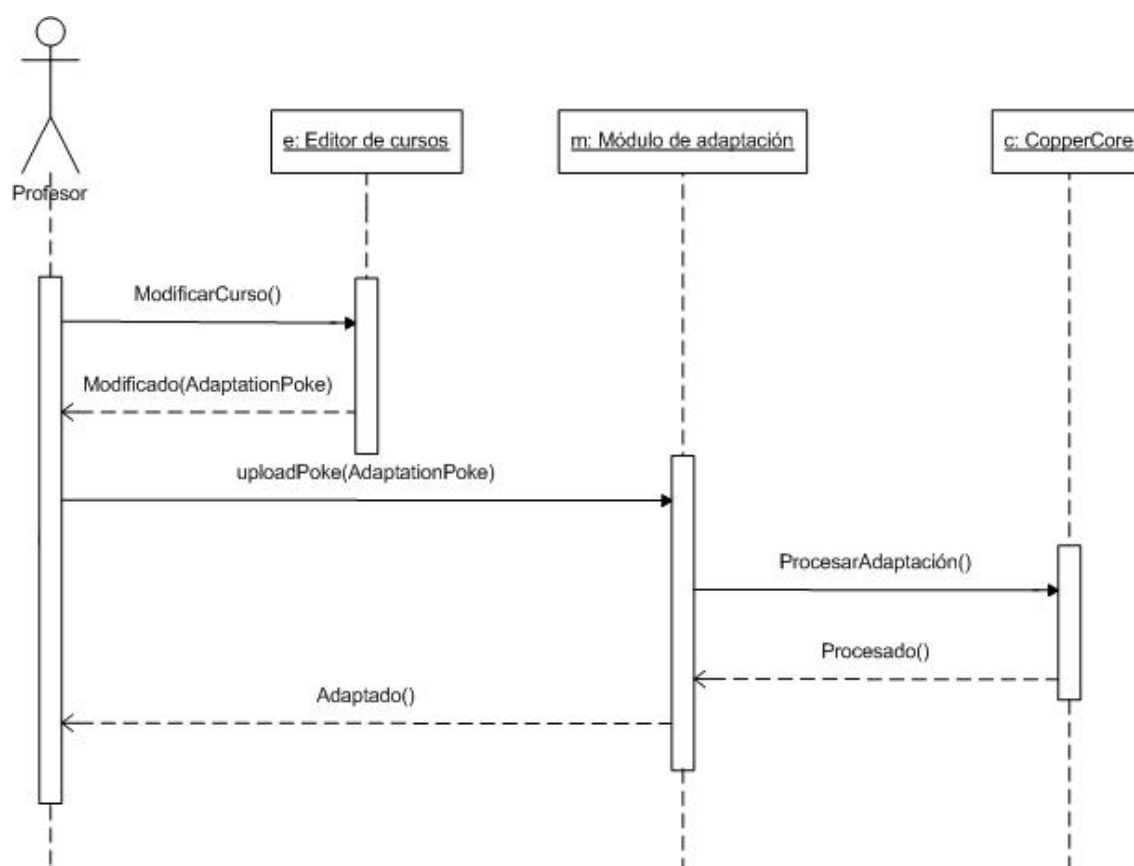 e: Editor de cursos
m: Módulo de adaptación
c: CopperCore
Profesor
ModificarCurso()
Modificado(AdaptationPoke)
uploadPoke(AdaptationPoke)
ProcesarAdaptación()
Procesado()
Adaptado()